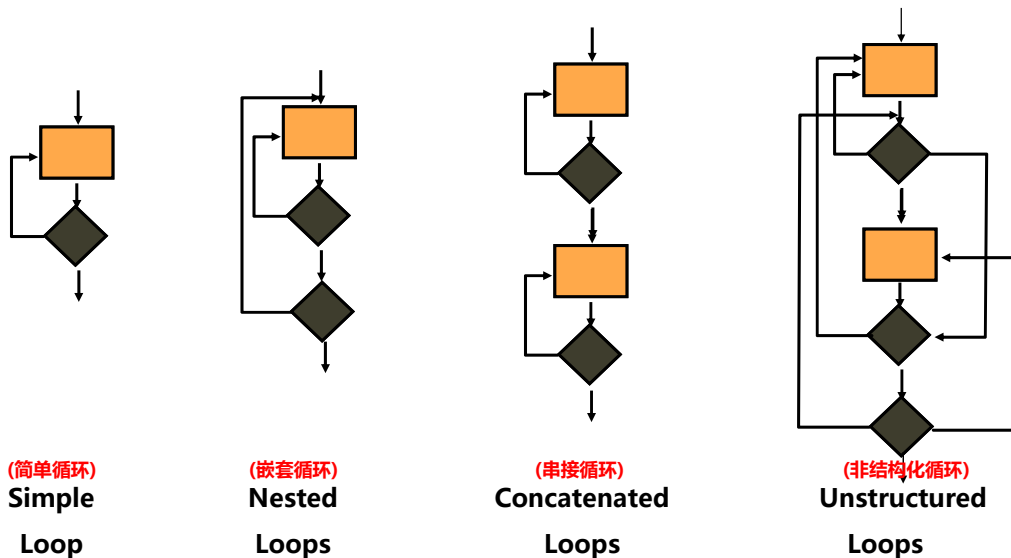 (简单循环)
Simple
Loop
(嵌套循环)
Nested
Loops
(串接循环)
Concatenated
Loops
(非结构化循环)
Unstructured
Loops